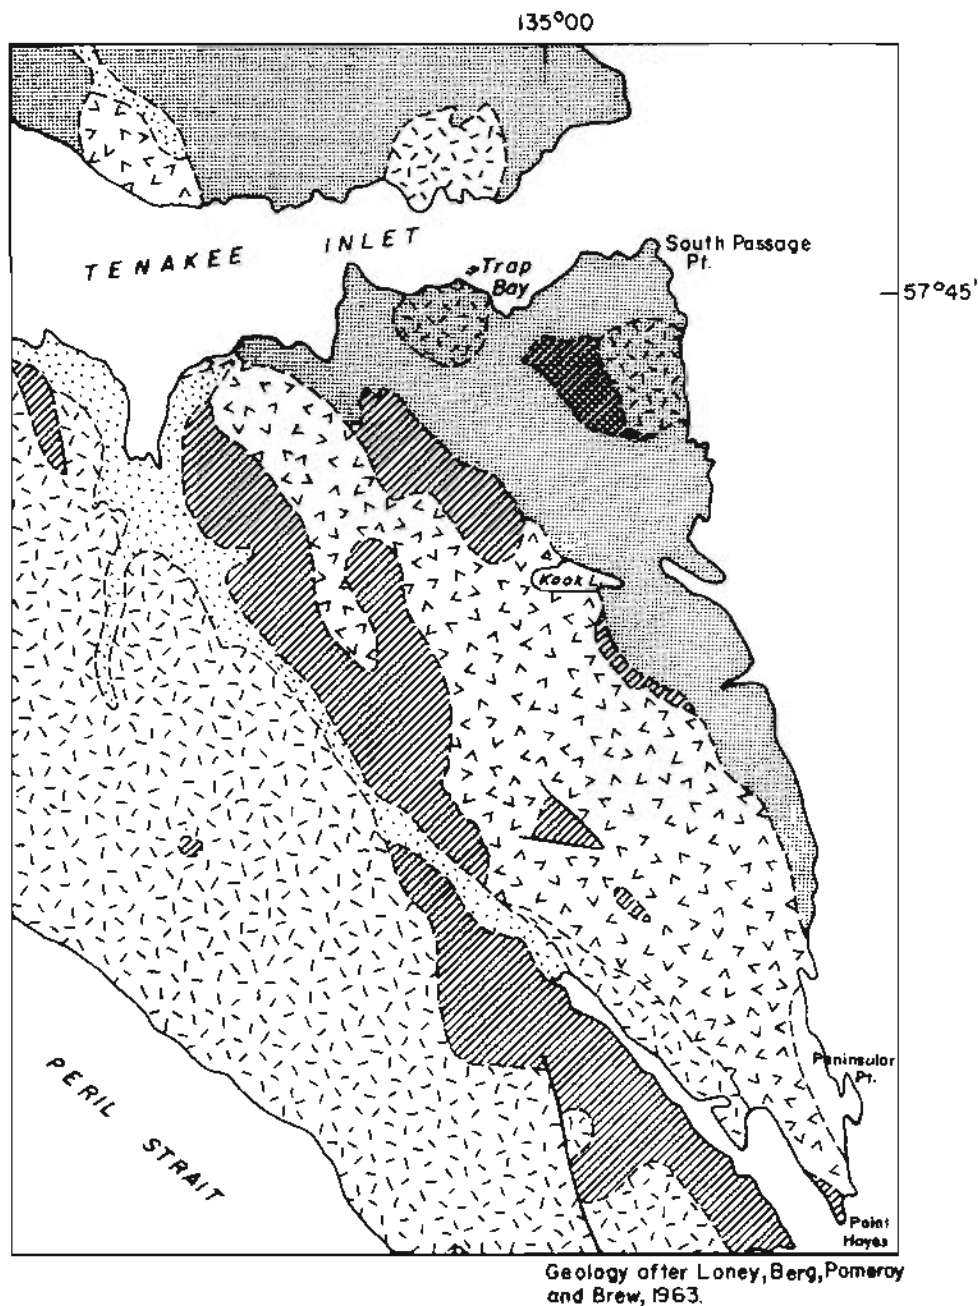 135°00
TENAKEE INLET
South Passage
Pt.
Trap
Bay
57°45'
Kook L.
Peninsular
Pt.
PERIL STRAIT
Point
Hayes
Geology after Loney, Berg, Pomeroy
and Brew, 1963.